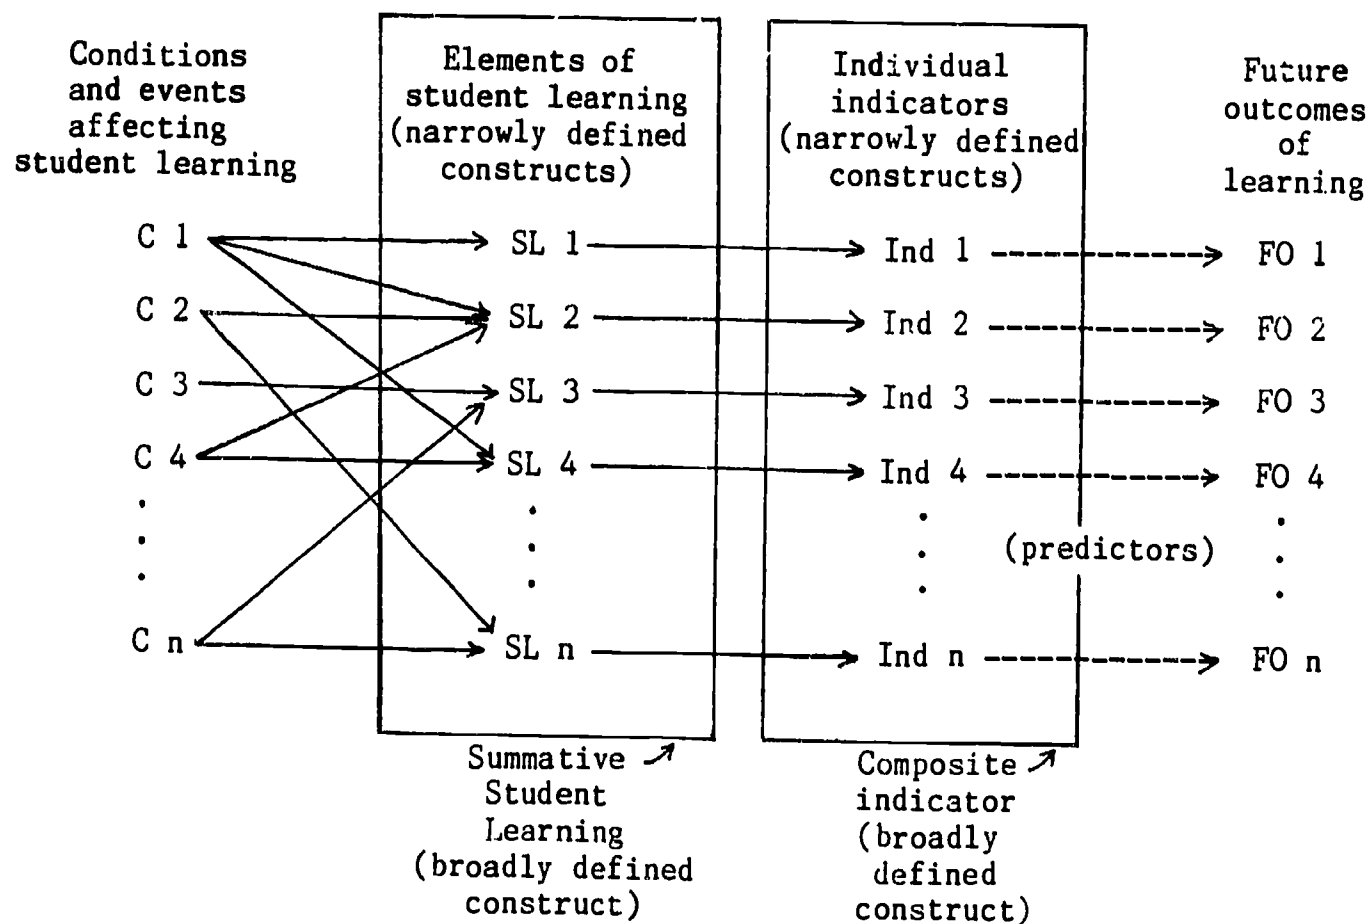 Conditions
and events
affecting
student learning
Elements of
student learning
(narrowly defined
constructs)
Individual
indicators
(narrowly defined
constructs)
Future
outcomes
of
learning
C 1
SL 1
Ind 1
FO 1
C 2
SL 2
Ind 2
FO 2
C 3
SL 3
Ind 3
FO 3
C 4
SL 4
Ind 4
FO 4
(predictors)
C n
SL n
Ind n
FO n
Summative
Student
Learning
(broadly defined
construct)
Composite
indicator
(broadly
defined
construct)